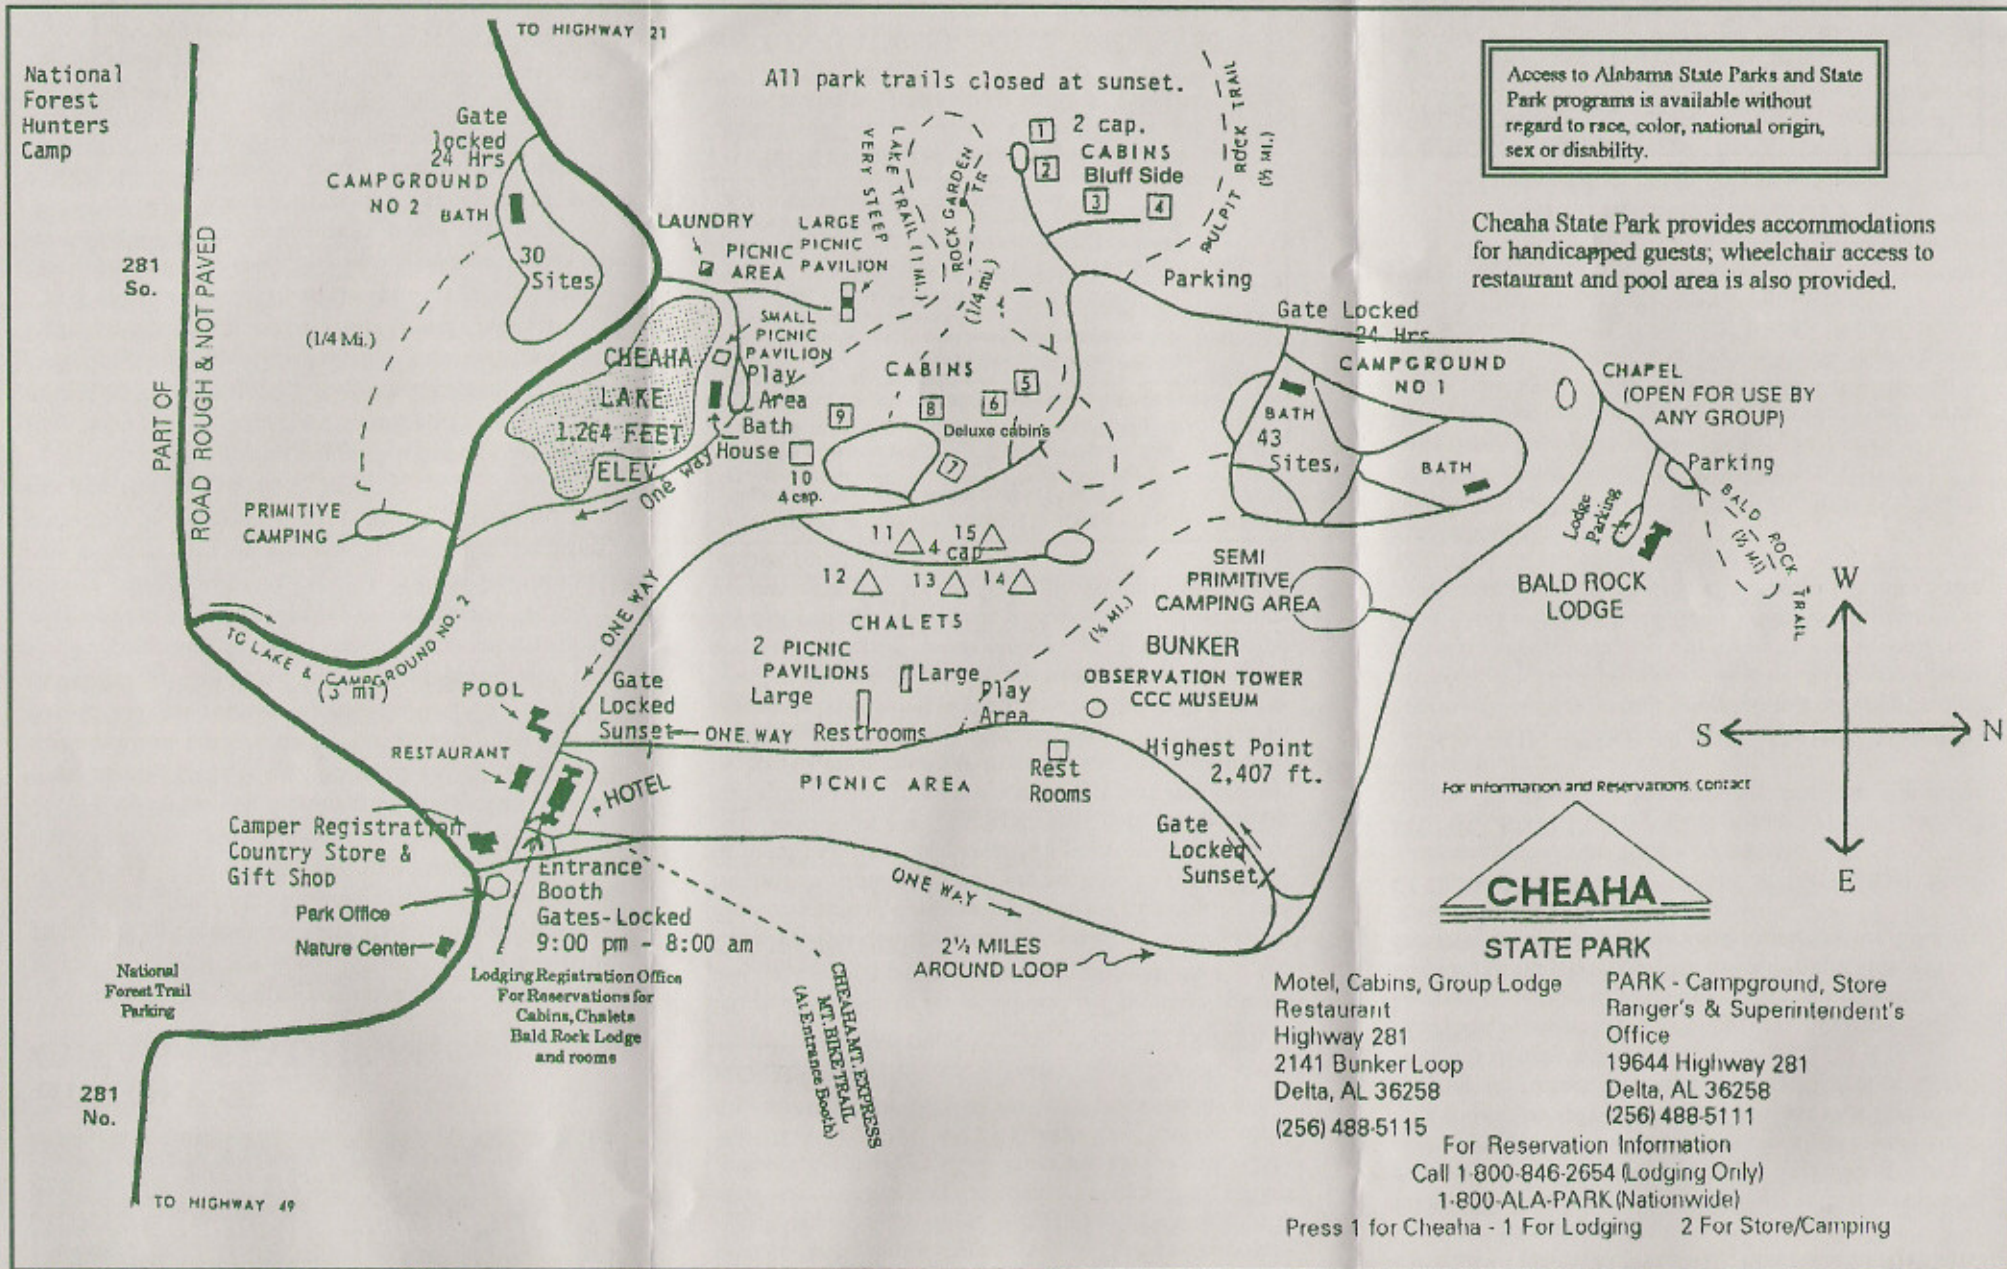 TO HIGHWAY 21
National
Forest
Hunters
Camp
All park trails closed at sunset.
Access to Alabama State Parks and State
Park programs is available without
regard to race, color, national origin,
sex or disability.
Cheaha State Park provides accommodations
for handicapped guests; wheelchair access to
restaurant and pool area is also provided.
Gate
locked
24 Hrs
CAMPGROUND
NO 2
BATH
30
Sites
281
So.
PART OF
ROAD ROUGH & NOT PAVED
(1/4 Mi.)
PRIMITIVE
CAMPING
LAUNDRY
PICNIC
AREA
LARGE
PICNIC
PAVILION
VERY STEEP
LAKE TRAIL (1 MI.)
ROCK GARDEN
TR
(1/4 mi.)
1
2 cap.
CABINS
Bluff Side
2
3
4
PULPIT ROCK TRAIL
(½ MI.)
Parking
SMALL
PICNIC
PAVILION
Play
Area
Bath
House
CHEAHA
LAKE
1,264 FEET
ELEV
One way
CABINS
5
6
7
8
9
Deluxe cabins
10
4 cap.
Gate Locked
24 Hrs
CAMPGROUND
NO 1
BATH
43
Sites,
BATH
CHAPEL
(OPEN FOR USE BY
ANY GROUP)
Parking
BALD ROCK TRAIL
(½ MI.)
Lodge
Parking
BALD ROCK
LODGE
11
15
4 cap
12
13
14
CHALETS
SEMI
PRIMITIVE
CAMPING AREA
ONE WAY
TO LAKE & CAMPGROUND NO. 2
(3 mi)
2 PICNIC
PAVILIONS
Large
Large
BUNKER
OBSERVATION TOWER
CCC MUSEUM
Play
Area
Gate
Locked
Sunset
ONE WAY
Restrooms
POOL
RESTAURANT
HOTEL
PICNIC AREA
Rest
Rooms
Highest Point
2,407 ft.
W
S
N
E
Camper Registration
Country Store &
Gift Shop
Park Office
Nature Center
Entrance
Booth
Gates-Locked
9:00 pm - 8:00 am
Gate
Locked
Sunset
ONE WAY
2½ MILES
AROUND LOOP
Lodging Registration Office
For Reservations for
Cabins, Chalets
Bald Rock Lodge
and rooms
CHEAHA MT. EXPRESS
MT. BIKE TRAIL
(At Entrance Booth)
National
Forest Trail
Parking
281
No.
TO HIGHWAY 49
For Information and Reservations, Contact
CHEAHA
STATE PARK
Motel, Cabins, Group Lodge
Restaurant
Highway 281
2141 Bunker Loop
Delta, AL 36258
(256) 488-5115
PARK - Campground, Store
Ranger's & Superintendent's
Office
19644 Highway 281
Delta, AL 36258
(256) 488-5111
For Reservation Information
Call 1-800-846-2654 (Lodging Only)
1-800-ALA-PARK (Nationwide)
Press 1 for Cheaha - 1 For Lodging 2 For Store/Camping